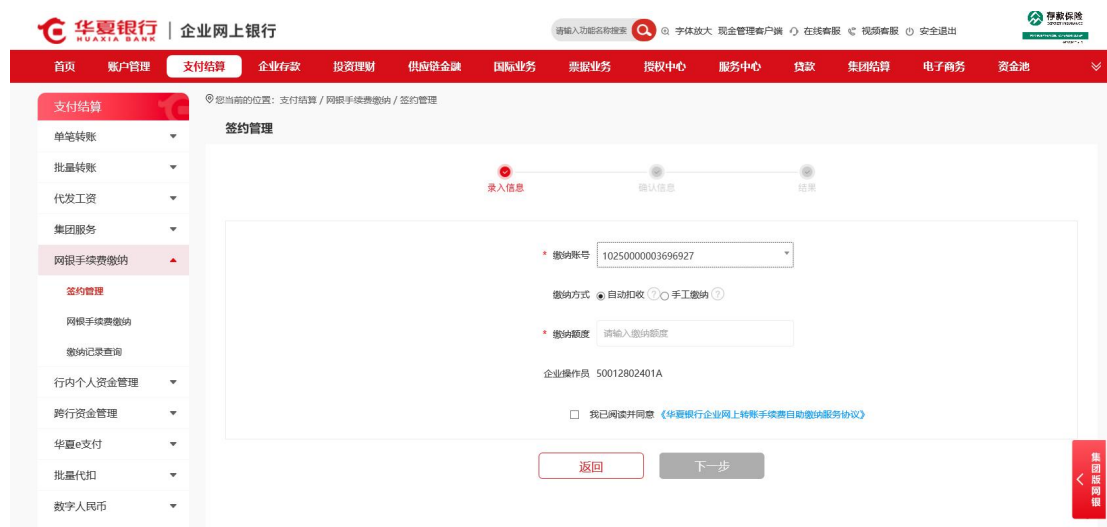 华夏银行 企业网上银行
HUAXIA BANK
请输入功能名称搜索 字体放大 现金管理客户端 在线客服 视频客服 安全退出
存款保险
首页 账户管理 支付结算 企业存款 投资理财 供应链金融 国际业务 票据业务 授权中心 服务中心 贷款 集团结算 电子商务 资金池
支付结算
您当前的位置：支付结算 / 网银手续费缴纳 / 签约管理
签约管理
单笔转账
批量转账
代发工资
集团服务
网银手续费缴纳
签约管理
网银手续费缴纳
缴纳记录查询
行内个人资金管理
跨行资金管理
华夏e支付
批量代扣
数字人民币
录入信息 确认信息 结果
* 缴纳账号 10250000003696927
缴纳方式 自动扣收 ? 手工缴纳 ?
* 缴纳额度 请输入缴纳额度
企业操作员 50012802401A
我已阅读并同意《华夏银行企业网上转账手续费自助缴纳服务协议》
返回 下一步
集团版网银